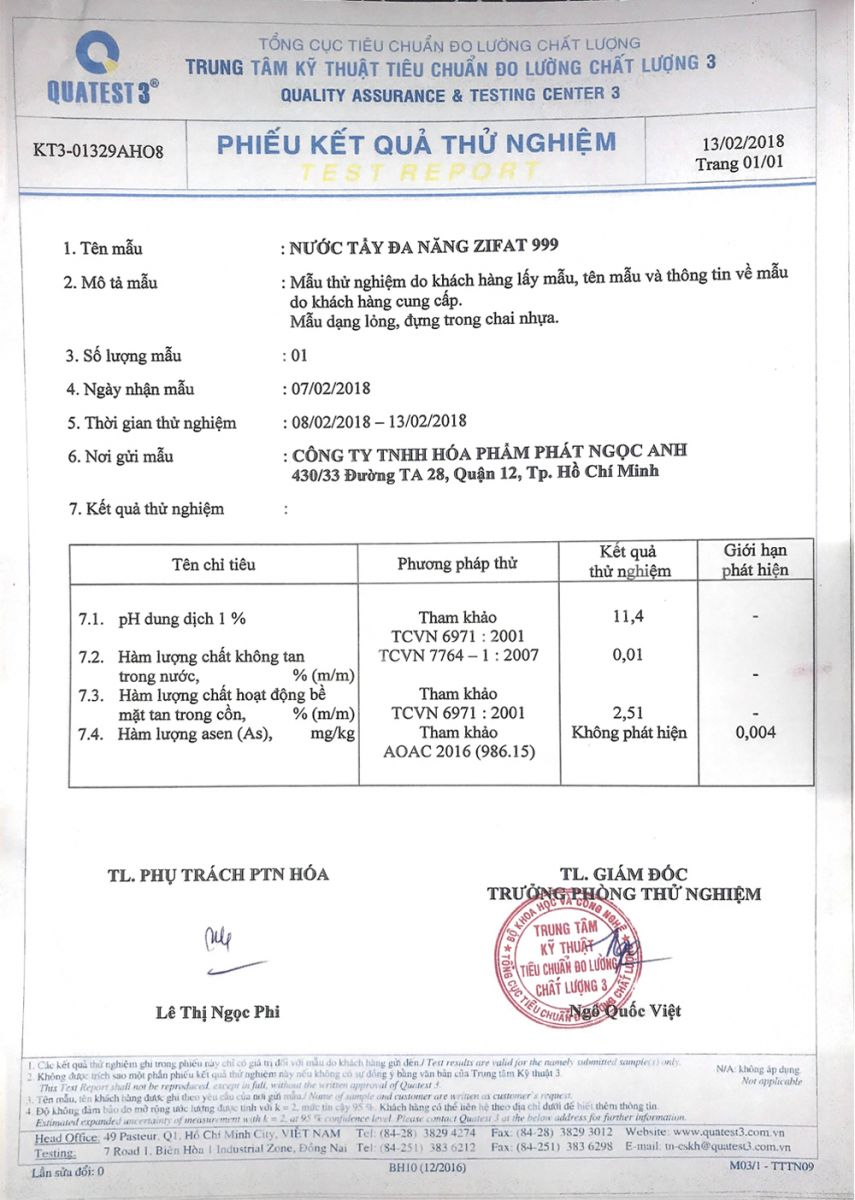 TỔNG CỤC TIÊU CHUẨN ĐO LƯỜNG CHẤT LƯỢNG
TRUNG TÂM KỸ THUẬT TIÊU CHUẨN ĐO LƯỜNG CHẤT LƯỢNG 3
QUATEST 3®
QUALITY ASSURANCE & TESTING CENTER 3
KT3-01329AHO8
PHIẾU KẾT QUẢ THỬ NGHIỆM
TEST REPORT
13/02/2018
Trang 01/01
1. Tên mẫu : NƯỚC TẨY ĐA NĂNG ZIFAT 999
2. Mô tả mẫu : Mẫu thử nghiệm do khách hàng lấy mẫu, tên mẫu và thông tin về mẫu
do khách hàng cung cấp.
Mẫu dạng lỏng, đựng trong chai nhựa.
3. Số lượng mẫu : 01
4. Ngày nhận mẫu : 07/02/2018
5. Thời gian thử nghiệm : 08/02/2018 – 13/02/2018
6. Nơi gửi mẫu : CÔNG TY TNHH HÓA PHẨM PHÁT NGỌC ANH
430/33 Đường TA 28, Quận 12, Tp. Hồ Chí Minh
7. Kết quả thử nghiệm :
Tên chỉ tiêu Phương pháp thử Kết quả thử nghiệm Giới hạn phát hiện
7.1. pH dung dịch 1 % Tham khảo 11,4 -
TCVN 6971 : 2001
7.2. Hàm lượng chất không tan TCVN 7764 – 1 : 2007 0,01
trong nước, % (m/m) -
7.3. Hàm lượng chất hoạt động bề Tham khảo
mặt tan trong cồn, % (m/m) TCVN 6971 : 2001 2,51 -
7.4. Hàm lượng asen (As), mg/kg Tham khảo Không phát hiện 0,004
AOAC 2016 (986.15)
TL. PHỤ TRÁCH PTN HÓA
TL. GIÁM ĐỐC
TRƯỞNG PHÒNG THỬ NGHIỆM
BỘ KHOA HỌC VÀ CÔNG NGHỆ
TRUNG TÂM
KỸ THUẬT
TIÊU CHUẨN ĐO LƯỜNG
CHẤT LƯỢNG 3
TỔNG CỤC TIÊU CHUẨN ĐO LƯỜNG CHẤT LƯỢNG
Lê Thị Ngọc Phi
Ngô Quốc Việt
1. Các kết quả thử nghiệm ghi trong phiếu này chỉ có giá trị đối với mẫu do khách hàng gửi đến./ Test results are valid for the namely submitted sample(s) only.
2. Không được trích sao một phần phiếu kết quả thử nghiệm này nếu không có sự đồng ý bằng văn bản của Trung tâm Kỹ thuật 3.
This Test Report shall not be reproduced, except in full, without the written approval of Quatest 3.
3. Tên mẫu, tên khách hàng được ghi theo yêu cầu của nơi gửi mẫu./ Name of sample and customer are written as customer's request.
4. Độ không đảm bảo đo mở rộng ước lượng được tính với k = 2, mức tin cậy 95 %. Khách hàng có thể liên hệ theo địa chỉ dưới để biết thêm thông tin.
Estimated expanded uncertainty of measurement with k = 2, at 95 % confidence level. Please contact Quatest 3 at the below address for further information.
N/A: không áp dụng
Not applicable
Head Office: 49 Pasteur, Q1, Hồ Chí Minh City, VIỆT NAM Tel: (84-28) 3829 4274 Fax: (84-28) 3829 3012 Website: www.quatest3.com.vn
Testing: 7 Road 1, Biên Hòa 1 Industrial Zone, Đồng Nai Tel: (84-251) 383 6212 Fax: (84-251) 383 6298 E-mail: tn-cskh@quatest3.com.vn
Lần sửa đổi: 0 BH10 (12/2016) M03/1 - TTTN09